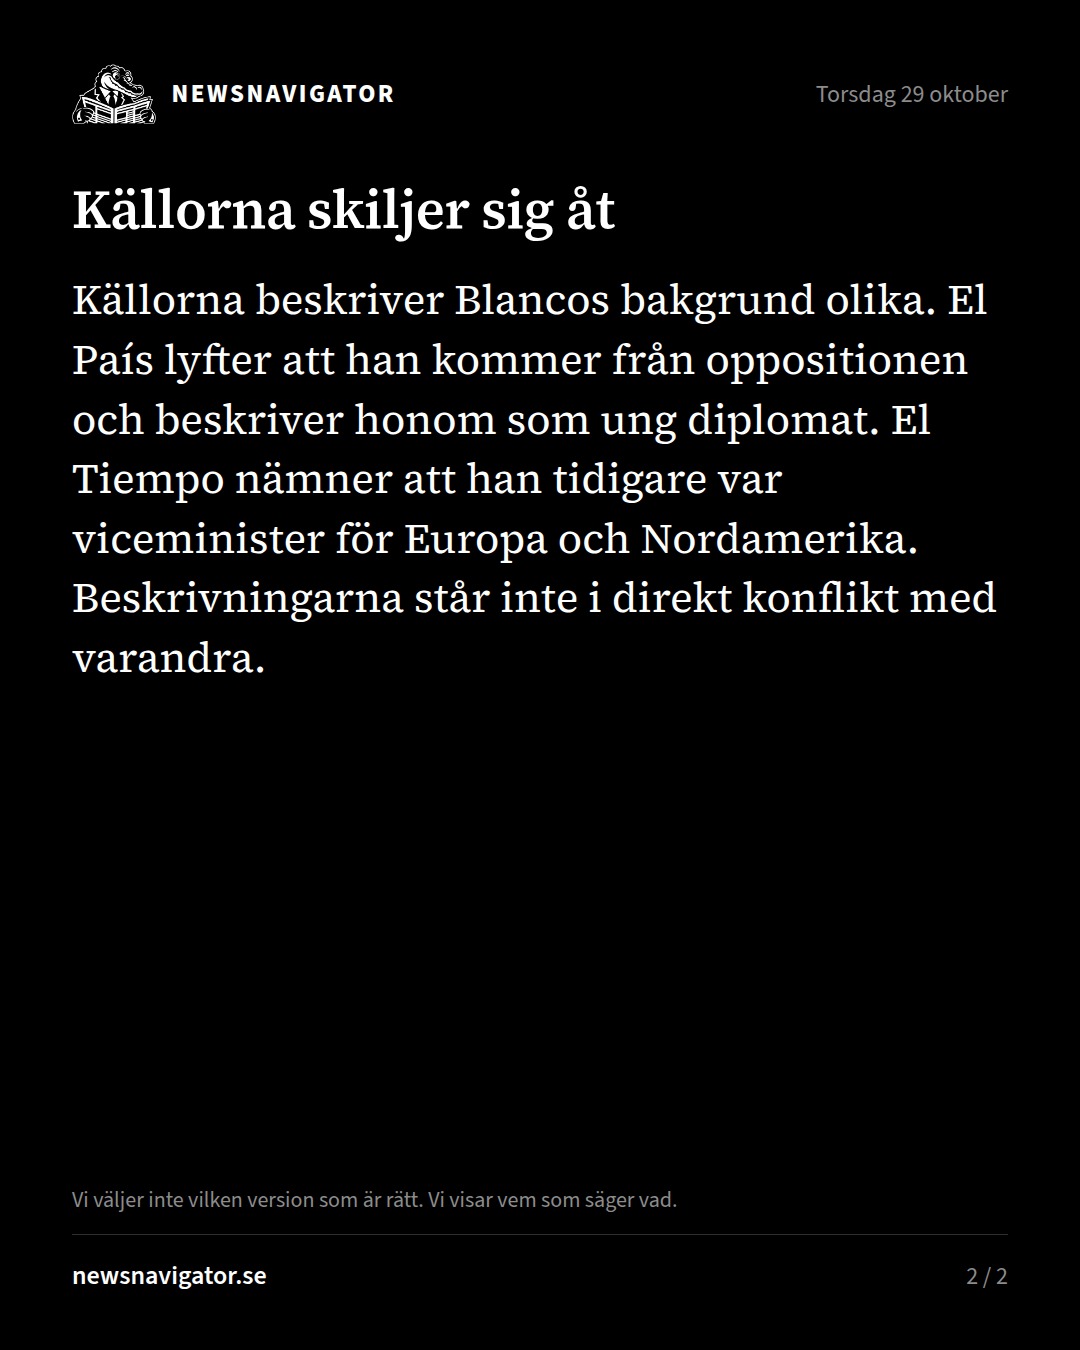 NEWSNAVIGATOR
Torsdag 29 oktober
Källorna skiljer sig åt
Källorna beskriver Blancos bakgrund olika. El
País lyfter att han kommer från oppositionen
och beskriver honom som ung diplomat. El
Tiempo nämner att han tidigare var
viceminister för Europa och Nordamerika.
Beskrivningarna står inte i direkt konflikt med
varandra.
Vi väljer inte vilken version som är rätt. Vi visar vem som säger vad.
newsnavigator.se
2 / 2